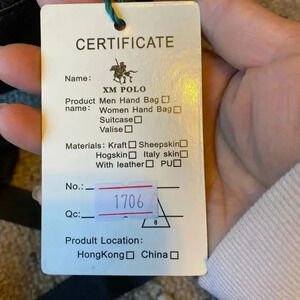 CERTIFICATE
Name:
XM POLO
Product name: Men Hand Bag
Women Hand Bag
Suitcase
Valise
Materials: Kraft Sheepskin
Hogskin Italy skin
With leather PU
No.:
1706
Qc:
8
Prodult Location:
HongKong China